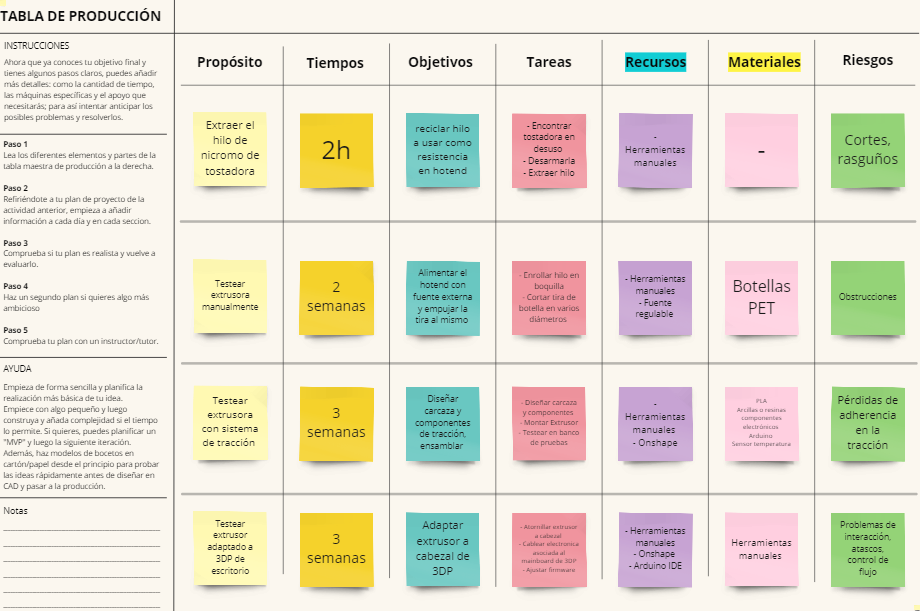 TABLA DE PRODUCCIÓN
INSTRUCCIONES
Ahora que ya conoces tu objetivo final y
tienes algunos pasos claros, puedes añadir
más detalles: como la cantidad de tiempo,
las máquinas específicas y el apoyo que
necesitarás; para así intentar anticipar los
posibles problemas y resolverlos.
Paso 1
Lea los diferentes elementos y partes de la
tabla maestra de producción a la derecha.
Paso 2
Refiriéndote a tu plan de proyecto de la
actividad anterior, empieza a añadir
información a cada día y en cada seccion.
Paso 3
Comprueba si tu plan es realista y vuelve a
evaluarlo.
Paso 4
Haz un segundo plan si quieres algo más
ambicioso
Paso 5
Comprueba tu plan con un instructor/tutor.
AYUDA
Empieza de forma sencilla y planifica la
realización más básica de tu idea.
Empiece con algo pequeño y luego
construya y añada complejidad si el tiempo
lo permite. Si quieres, puedes planificar un
"MVP" y luego la siguiente iteración.
Además, haz modelos de bocetos en
cartón/papel desde el principio para probar
las ideas rápidamente antes de diseñar en
CAD y pasar a la producción.
Notas
Propósito
Tiempos
Objetivos
Tareas
Recursos
Materiales
Riesgos
Extraer el
hilo de
nicromo de
tostadora
2h
reciclar hilo
a usar como
resistencia
en hotend
- Encontrar
tostadora en
desuso
- Desarmarla
- Extraer hilo
-
Herramientas
manuales
-
Cortes,
rasguños
Testear
extrusora
manualmente
2
semanas
Alimentar el
hotend con
fuente externa
y empujar la
tira al mismo
- Enrollar hilo en
boquilla
- Cortar tira de
botella en varios
diámetros
- Herramientas
manuales
- Fuente
regulable
Botellas
PET
Obstrucciones
Testear
extrusora
con sistema
de tracción
3
semanas
Diseñar
carcaza y
componentes
de tracción,
ensamblar
- Diseñar carcaza
y componentes
- Montar Extrusor
- Testear en banco
de pruebas
-
Herramientas
manuales
- Onshape
PLA
Arcillas o resinas
componentes
electrónicos
Arduino
Sensor temperatura
Pérdidas de
adherencia
en la
tracción
Testear
extrusor
adaptado a
3DP de
escritorio
3
semanas
Adaptar
extrusor a
cabezal de
3DP
- Atornillar extrusor
a cabezal
- Cablear electrónica
asociada al
mainboard de 3DP
- Ajustar firmware
- Herramientas
manuales
- Onshape
- Arduino IDE
Herramientas
manuales
Problemas de
interacción,
atascos,
control de
flujo